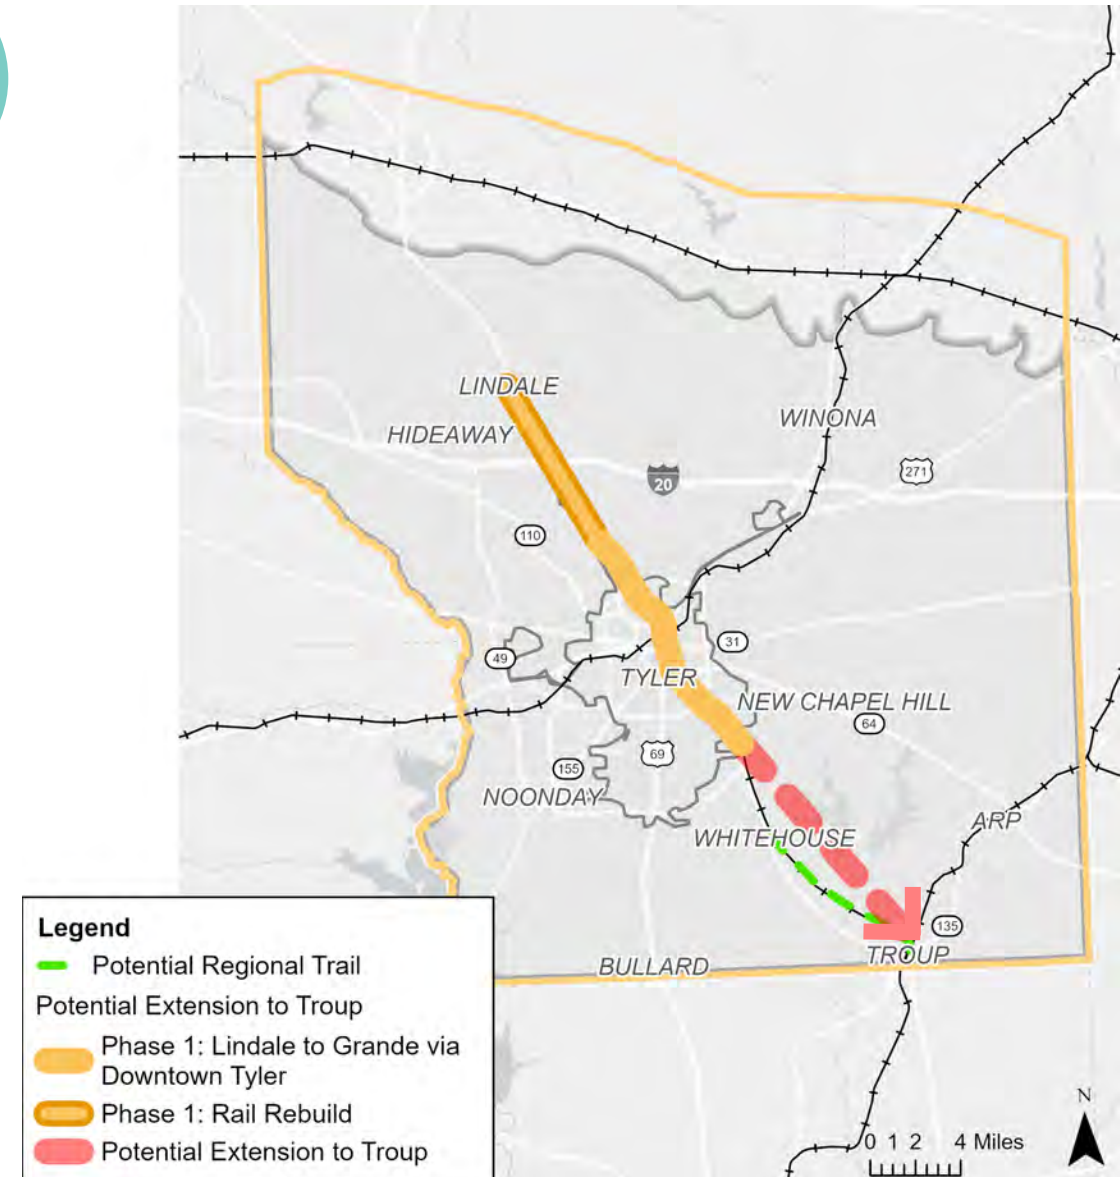 LINDALE
HIDEAWAY
WINONA
271
20
110
31
49
TYLER
NEW CHAPEL HILL
64
69
155
NOONDAY
ARP
WHITEHOUSE
135
TROUP
BULLARD
Legend
Potential Regional Trail
Potential Extension to Troup
Phase 1: Lindale to Grande via
Downtown Tyler
Phase 1: Rail Rebuild
Potential Extension to Troup
N
0 1 2 4 Miles